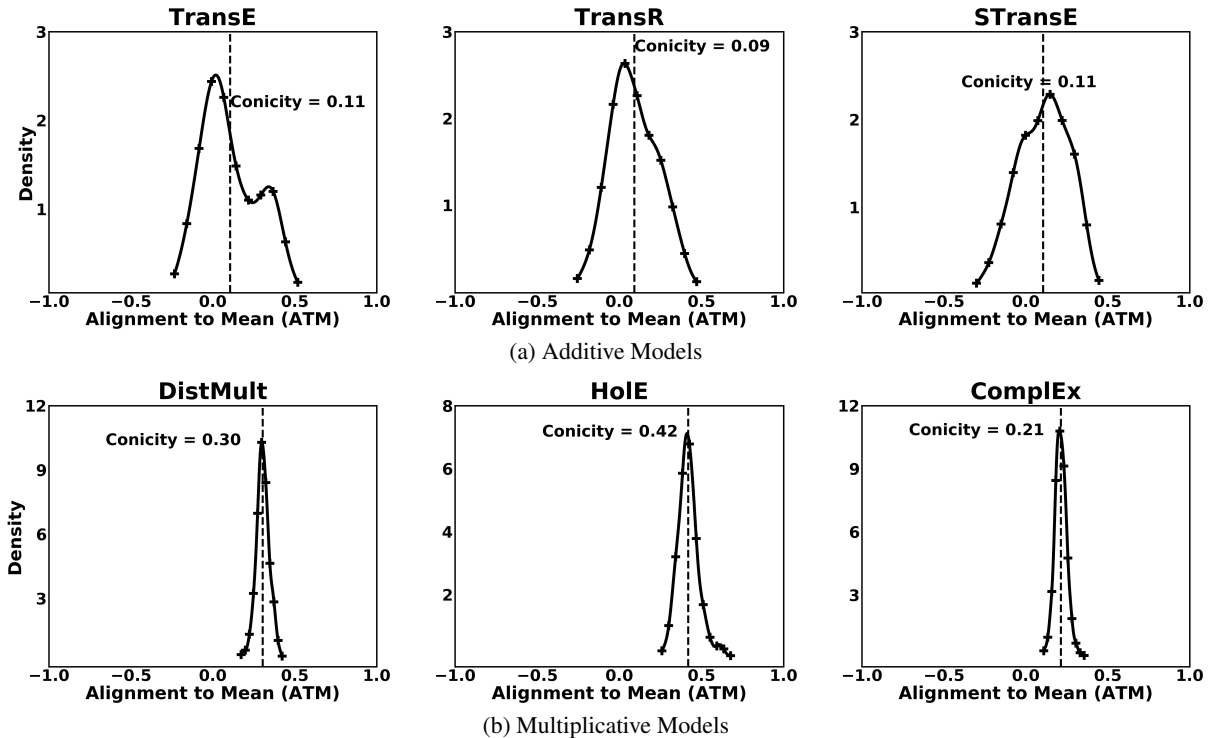 TransE
TransR
STransE
3
2
1
Density
Conicity = 0.11
−1.0 −0.5 0.0 0.5 1.0
Alignment to Mean (ATM)
3
2
1
Conicity = 0.09
−1.0 −0.5 0.0 0.5 1.0
Alignment to Mean (ATM)
3
2
1
Conicity = 0.11
−1.0 −0.5 0.0 0.5 1.0
Alignment to Mean (ATM)
(a) Additive Models
DistMult
HolE
ComplEx
12
9
6
3
Density
Conicity = 0.30
−1.0 −0.5 0.0 0.5 1.0
Alignment to Mean (ATM)
8
6
4
2
Conicity = 0.42
−1.0 −0.5 0.0 0.5 1.0
Alignment to Mean (ATM)
12
9
6
3
Conicity = 0.21
−1.0 −0.5 0.0 0.5 1.0
Alignment to Mean (ATM)
(b) Multiplicative Models